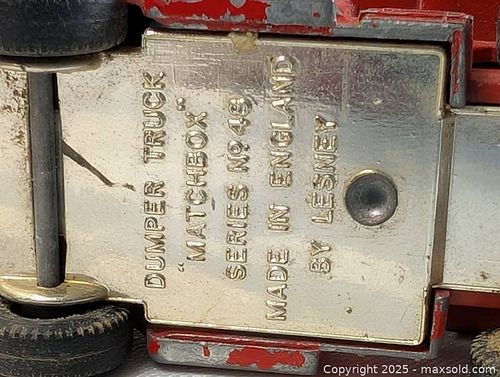 DUMPER TRUCK
"MATCHBOX"
SERIES No 48
MADE IN ENGLAND
BY LESNEY
Copyright © 2025 - maxsold.com